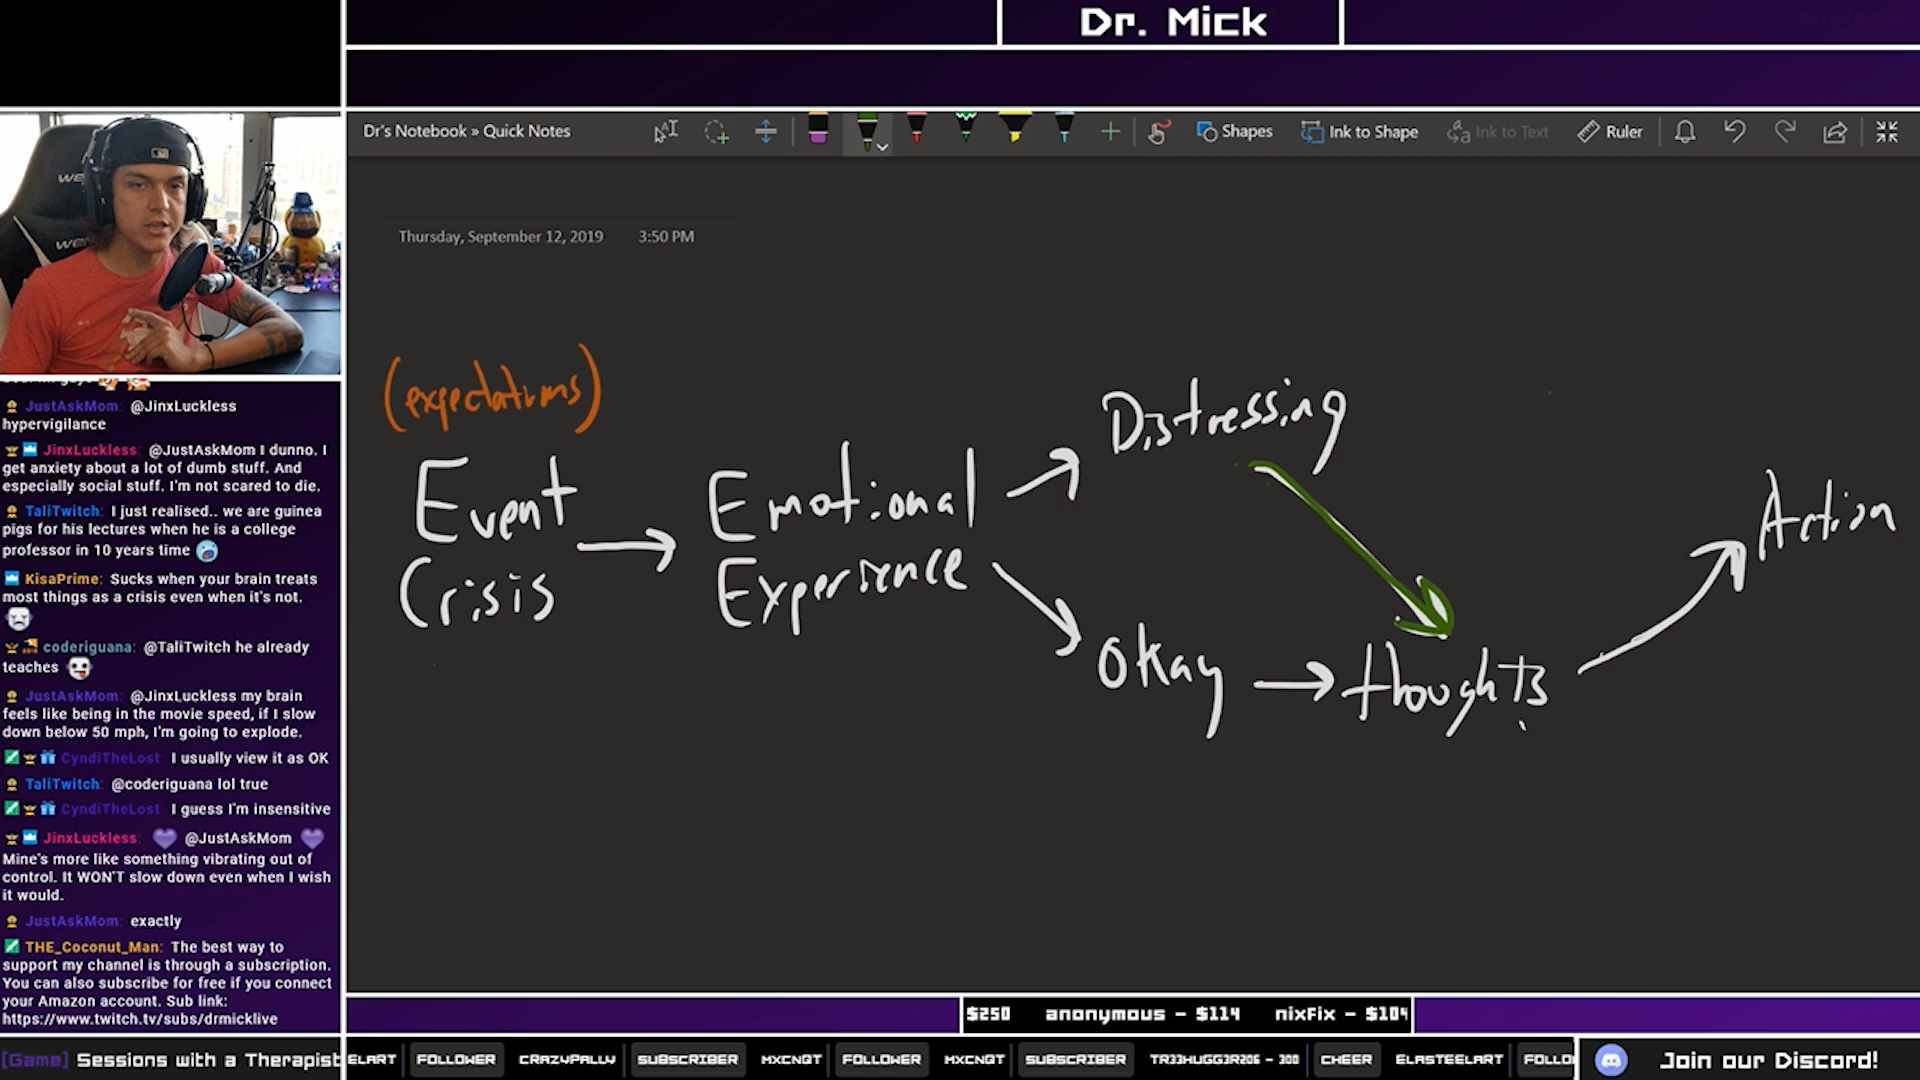 Dr. Mick
Dr's Notebook » Quick Notes
Shapes
Ink to Shape
Ink to Text
Ruler
Thursday, September 12, 2019 3:50 PM
(expectations)
Event
Crisis
Emotional
Experience
Distressing
Okay
thoughts
Action
JustAskMom: @JinxLuckless
hypervigilance
JinxLuckless: @JustAskMom I dunno. I
get anxiety about a lot of dumb stuff. And
especially social stuff. I'm not scared to die.
TaliTwitch: I just realised.. we are guinea
pigs for his lectures when he is a college
professor in 10 years time
KisaPrime: Sucks when your brain treats
most things as a crisis even when it's not.
coderiguana: @TaliTwitch he already
teaches
JustAskMom: @JinxLuckless my brain
feels like being in the movie speed, if I slow
down below 50 mph, I'm going to explode.
CyndiTheLost: I usually view it as OK
TaliTwitch: @coderiguana lol true
CyndiTheLost: I guess I'm insensitive
JinxLuckless: @JustAskMom
Mine's more like something vibrating out of
control. It WON'T slow down even when I wish
it would.
JustAskMom: exactly
THE_Coconut_Man: The best way to
support my channel is through a subscription.
You can also subscribe for free if you connect
your Amazon account. Sub link:
https://www.twitch.tv/subs/drmicklive
$250 anonymous - $114 nixFix - $104
[Game] Sessions with a Therapist
ELART FOLLOWER CRAZYPALLY SUBSCRIBER MXCNQT FOLLOWER MXCNQT SUBSCRIBER TR33HUGG3R206 - 300 CHEER ELASTEELART FOLLO
Join our Discord!